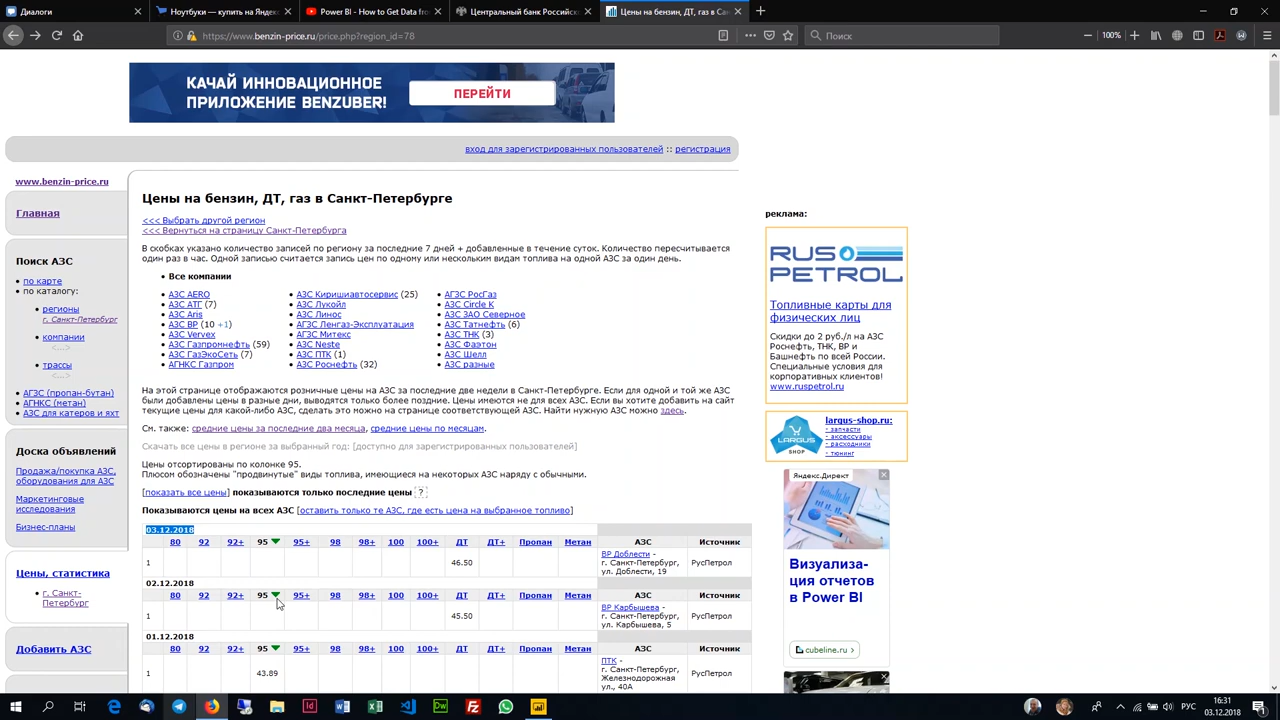 Диалоги
Ноутбуки — купить на Яндек
Power BI - How to Get Data fro
Центральный банк Российск
Цены на бензин, ДТ, газ в Сан
https://www.benzin-price.ru/price.php?region_id=78
100%
Поиск
КАЧАЙ ИННОВАЦИОННОЕ
ПРИЛОЖЕНИЕ BENZUBER!
ПЕРЕЙТИ
вход для зарегистрированных пользователей :: регистрация
www.benzin-price.ru
Главная
Поиск АЗС
по карте
по каталогу:
регионы
г. Санкт-Петербург
компании
<...>
трассы
<...>
АГЗС (пропан-бутан)
АГНКС (метан)
АЗС для катеров и яхт
Доска объявлений
Продажа/покупка АЗС,
оборудования для АЗС
Маркетинговые
исследования
Бизнес-планы
Цены, статистика
г. Санкт-
Петербург
Добавить АЗС
Цены на бензин, ДТ, газ в Санкт-Петербурге
<<< Выбрать другой регион
<<< Вернуться на страницу Санкт-Петербурга
В скобках указано количество записей по региону за последние 7 дней + добавленные в течение суток. Количество пересчитывается
один раз в час. Одной записью считается запись цен по одному или нескольким видам топлива на одной АЗС за один день.
Все компании
АЗС AERO
АЗС АТГ (7)
АЗС Aris
АЗС BP (10 +1)
АЗС Vervex
АЗС Газпромнефть (59)
АЗС ГазЭкоСеть (7)
АГНКС Газпром
АЗС Киришиавтосервис (25)
АЗС Лукойл
АЗС Линос
АГЗС Ленгаз-Эксплуатация
АГЗС Митекс
АЗС Neste
АЗС ПТК (1)
АЗС Роснефть (32)
АГЗС РосГаз
АЗС Circle K
АЗС ЗАО Северное
АЗС Татнефть (6)
АЗС ТНК (3)
АЗС Фаэтон
АЗС Шелл
АЗС разные
На этой странице отображаются розничные цены на АЗС за последние две недели в Санкт-Петербурге. Если для одной и той же АЗС
были добавлены цены в разные дни, выводятся только более поздние. Цены имеются не для всех АЗС. Если вы хотите добавить на сайт
текущие цены для какой-либо АЗС, сделать это можно на странице соответствующей АЗС. Найти нужную АЗС можно здесь.
См. также: средние цены за последние два месяца, средние цены по месяцам.
Скачать все цены в регионе за выбранный год: [доступно для зарегистрированных пользователей]
Цены отсортированы по колонке 95.
Плюсом обозначены "продвинутые" виды топлива, имеющиеся на некоторых АЗС наряду с обычными.
[показать все цены] показываются только последние цены ?
Показываются цены на всех АЗС [оставить только те АЗС, где есть цена на выбранное топливо]
03.12.2018
80 92 92+ 95 95+ 98 98+ 100 100+ ДТ ДТ+ Пропан Метан АЗС Источник
1 46.50 BP Доблести -
г. Санкт-Петербург, РусПетрол
ул. Доблести, 19
02.12.2018
80 92 92+ 95 95+ 98 98+ 100 100+ ДТ ДТ+ Пропан Метан АЗС Источник
1 45.50 BP Карбышева -
г. Санкт-Петербург, РусПетрол
ул. Карбышева, 5
01.12.2018
80 92 92+ 95 95+ 98 98+ 100 100+ ДТ ДТ+ Пропан Метан АЗС Источник
1 43.89 ПТК -
г. Санкт-Петербург, РусПетрол
Железнодорожная
ул., 40А
реклама:
RUS
PETROL
Топливные карты для
физических лиц
Скидки до 2 руб./л на АЗС
Роснефть, ТНК, BP и
Башнефть по всей России.
Специальные условия для
корпоративных клиентов!
www.ruspetrol.ru
LARGUS
SHOP
largus-shop.ru:
- запчасти
- аксессуары
- расходники
- тюнинг
Яндекс.Директ
Визуализа-
ция отчетов
в Power BI
cubeline.ru >
РУС
16:31
03.12.2018